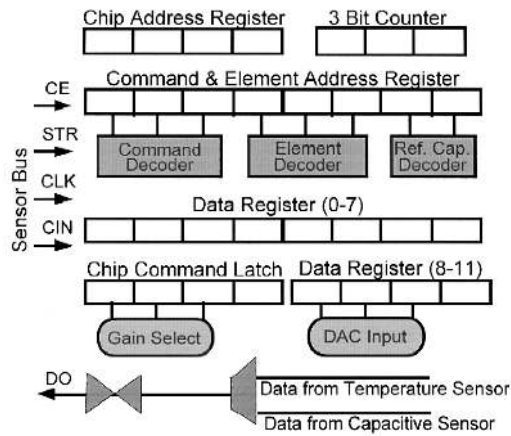 Chip Address Register
3 Bit Counter
Command & Element Address Register
CE
STR
CLK
CIN
Sensor Bus
Command
Decoder
Element
Decoder
Ref. Cap.
Decoder
Data Register (0-7)
Chip Command Latch
Data Register (8-11)
Gain Select
DAC Input
DO
Data from Temperature Sensor
Data from Capacitive Sensor